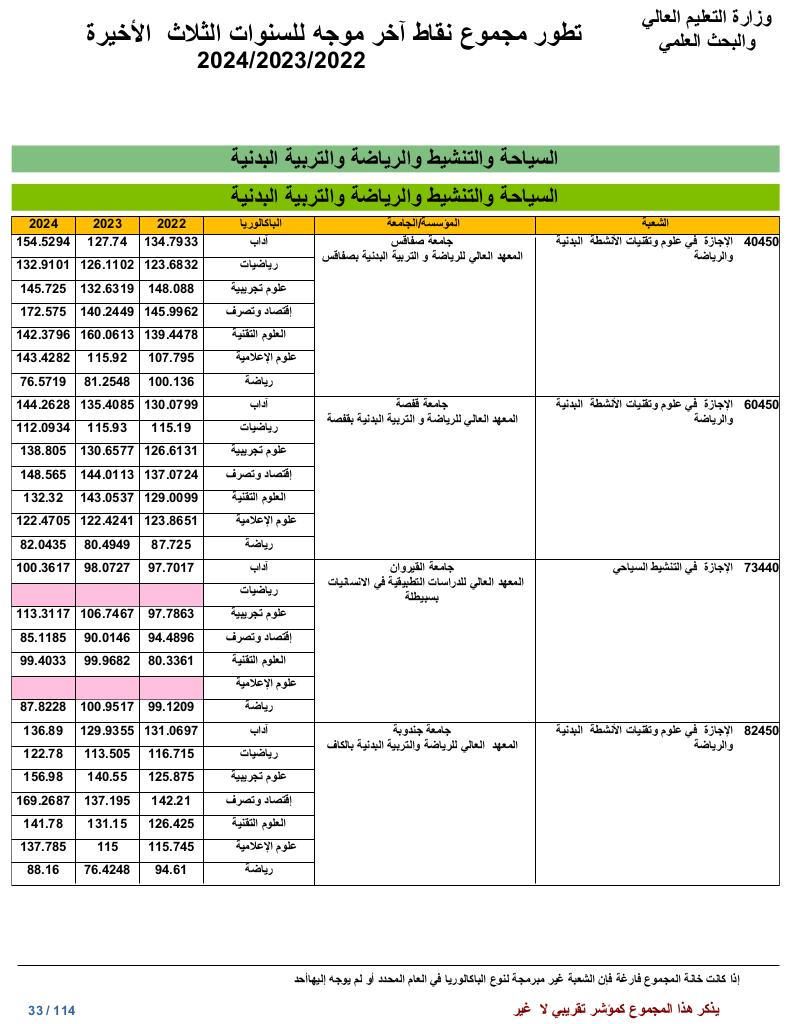 وزارة التعليم العالي
والبحث العلمي
تطور مجموع نقاط آخر موجه للسنوات الثلاث الأخيرة
2024/2023/2022
السياحة والتنشيط والرياضة والتربية البدنية
السياحة والتنشيط والرياضة والتربية البدنية
الشعبة المؤسسة/الجامعة الباكالوريا 2022 2023 2024
40450 الإجازة في علوم وتقنيات الأنشطة البدنية جامعة صفاقس آداب 134.7933 127.74 154.5294
والرياضة المعهد العالي للرياضة و التربية البدنية بصفاقس
رياضيات 123.6832 126.1102 132.9101
علوم تجريبية 148.088 132.6319 145.725
إقتصاد وتصرف 145.9962 140.2449 172.575
العلوم التقنية 139.4478 160.0613 142.3796
علوم الإعلامية 107.795 115.92 143.4282
رياضة 100.136 81.2548 76.5719
60450 الإجازة في علوم وتقنيات الأنشطة البدنية جامعة قفصة آداب 130.0799 135.4085 144.2628
والرياضة المعهد العالي للرياضة و التربية البدنية بقفصة
رياضيات 115.19 115.93 112.0934
علوم تجريبية 126.6131 130.6577 138.805
إقتصاد وتصرف 137.0724 144.0113 148.565
العلوم التقنية 129.0099 143.0537 132.32
علوم الإعلامية 123.8651 122.4241 122.4705
رياضة 87.725 80.4949 82.0435
73440 الإجازة في التنشيط السياحي جامعة القيروان آداب 97.7017 98.0727 100.3617
المعهد العالي للدراسات التطبيقية في الانسانيات
بسبيطلة
رياضيات
علوم تجريبية 97.7863 106.7467 113.3117
إقتصاد وتصرف 94.4896 90.0146 85.1185
العلوم التقنية 80.3361 99.9682 99.4033
علوم الإعلامية
رياضة 99.1209 100.9517 87.8228
82450 الإجازة في علوم وتقنيات الأنشطة البدنية جامعة جندوبة آداب 131.0697 129.9355 136.89
والرياضة المعهد العالي للرياضة والتربية البدنية بالكاف
رياضيات 116.715 113.505 122.78
علوم تجريبية 125.875 140.55 156.98
إقتصاد وتصرف 142.21 137.195 169.2687
العلوم التقنية 126.425 131.15 141.78
علوم الإعلامية 115.745 115 137.785
رياضة 94.61 76.4248 88.16
إذا كانت خانة المجموع فارغة فإن الشعبة غير مبرمجة لنوع الباكالوريا في العام المحدد أو لم يوجه إليهاأحد
يذكر هذا المجموع كمؤشر تقريبي لا غير
33 / 114